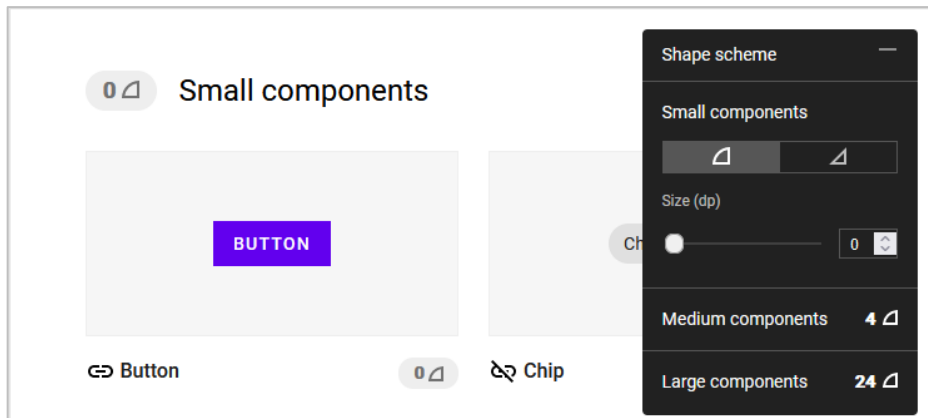 0 Small components
BUTTON
Ch
Button 0
Chip
Shape scheme
Small components
Size (dp)
0
Medium components 4
Large components 24